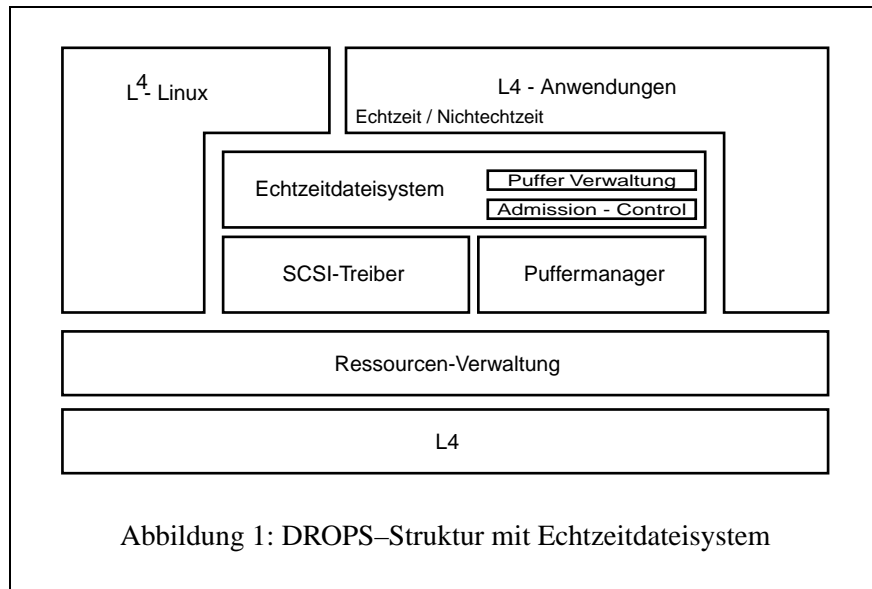 L4- Linux
L4 - Anwendungen
Echtzeit / Nichtechtzeit
Echtzeitdateisystem
Puffer Verwaltung
Admission - Control
SCSI-Treiber
Puffermanager
Ressourcen-Verwaltung
L4
Abbildung 1: DROPS–Struktur mit Echtzeitdateisystem